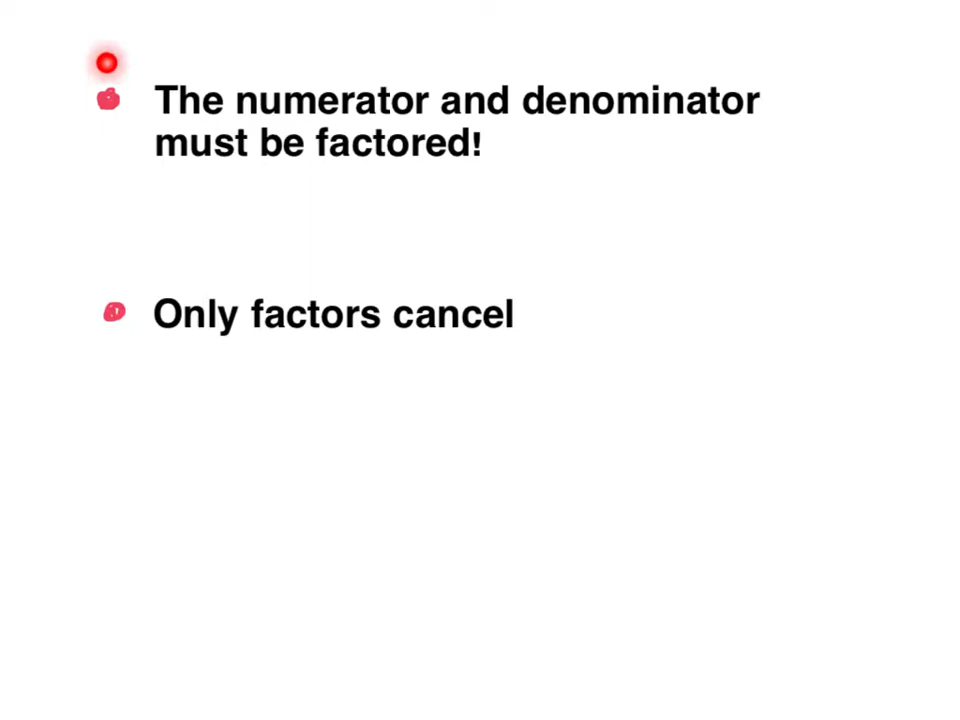 The numerator and denominator
must be factored!
Only factors cancel